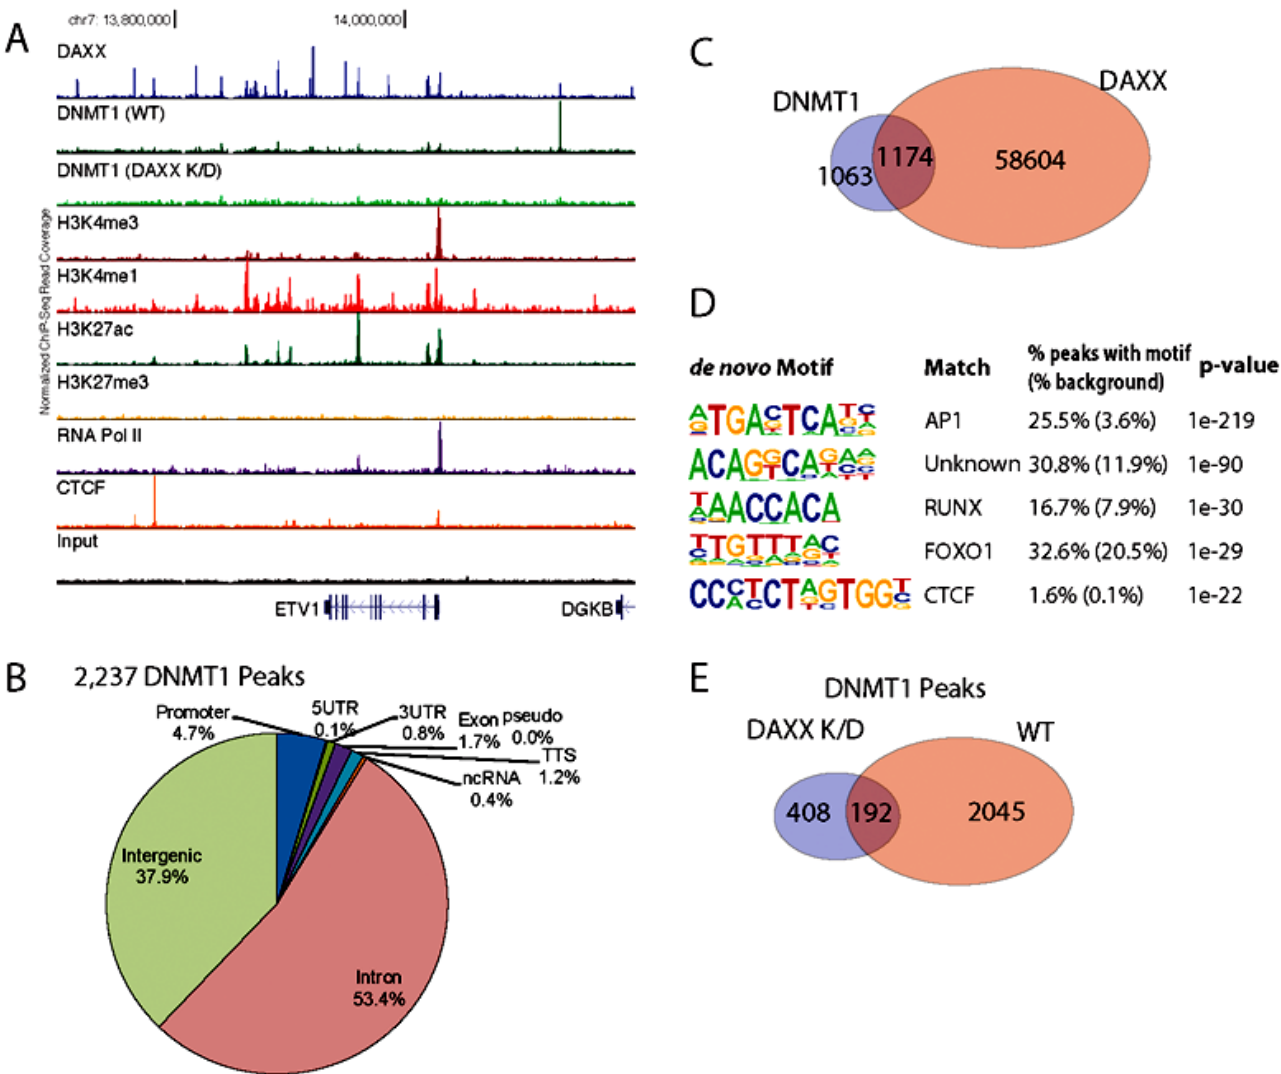 A
chr7: 13,800,000
14,000,000
Normalized ChIP-Seq Read Coverage
DAXX
DNMT1 (WT)
DNMT1 (DAXX K/D)
H3K4me3
H3K4me1
H3K27ac
H3K27me3
RNA Pol II
CTCF
Input
ETV1
DGKB
B
2,237 DNMT1 Peaks
Promoter
4.7%
5UTR
0.1%
3UTR
0.8%
Exon
1.7%
pseudo
0.0%
TTS
1.2%
ncRNA
0.4%
Intergenic
37.9%
Intron
53.4%
C
DNMT1
DAXX
1063
1174
58604
D
de novo Motif
Match
% peaks with motif
(% background)
p-value
ATGASTCATC
AP1
25.5% (3.6%)
1e-219
ACAGGCAGAA
Unknown
30.8% (11.9%)
1e-90
TAACCACA
RUNX
16.7% (7.9%)
1e-30
TTGTTTAC
FOXO1
32.6% (20.5%)
1e-29
CCCTCTAGTGGT
CTCF
1.6% (0.1%)
1e-22
E
DNMT1 Peaks
DAXX K/D
WT
408
192
2045